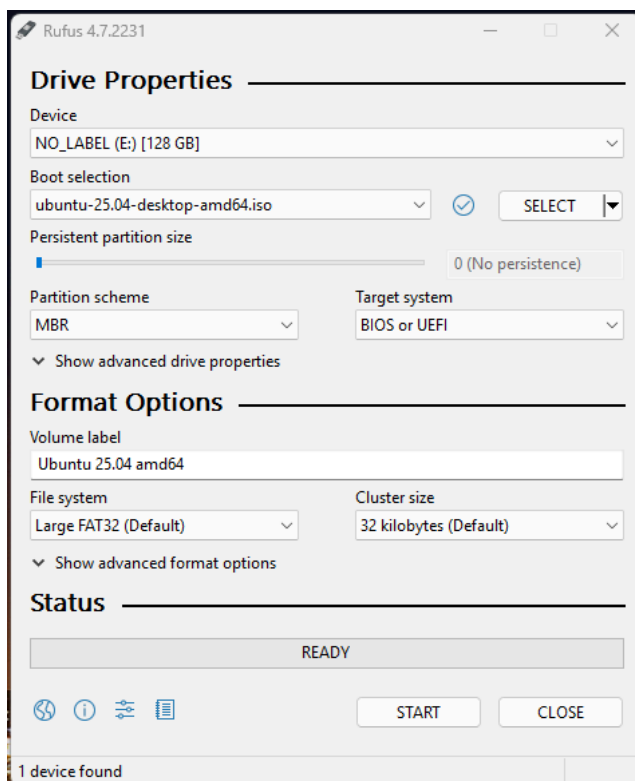 Rufus 4.7.2231
Drive Properties
Device
NO_LABEL (E:) [128 GB]
Boot selection
ubuntu-25.04-desktop-amd64.iso SELECT
Persistent partition size
0 (No persistence)
Partition scheme Target system
MBR BIOS or UEFI
Show advanced drive properties
Format Options
Volume label
Ubuntu 25.04 amd64
File system Cluster size
Large FAT32 (Default) 32 kilobytes (Default)
Show advanced format options
Status
READY
START CLOSE
1 device found